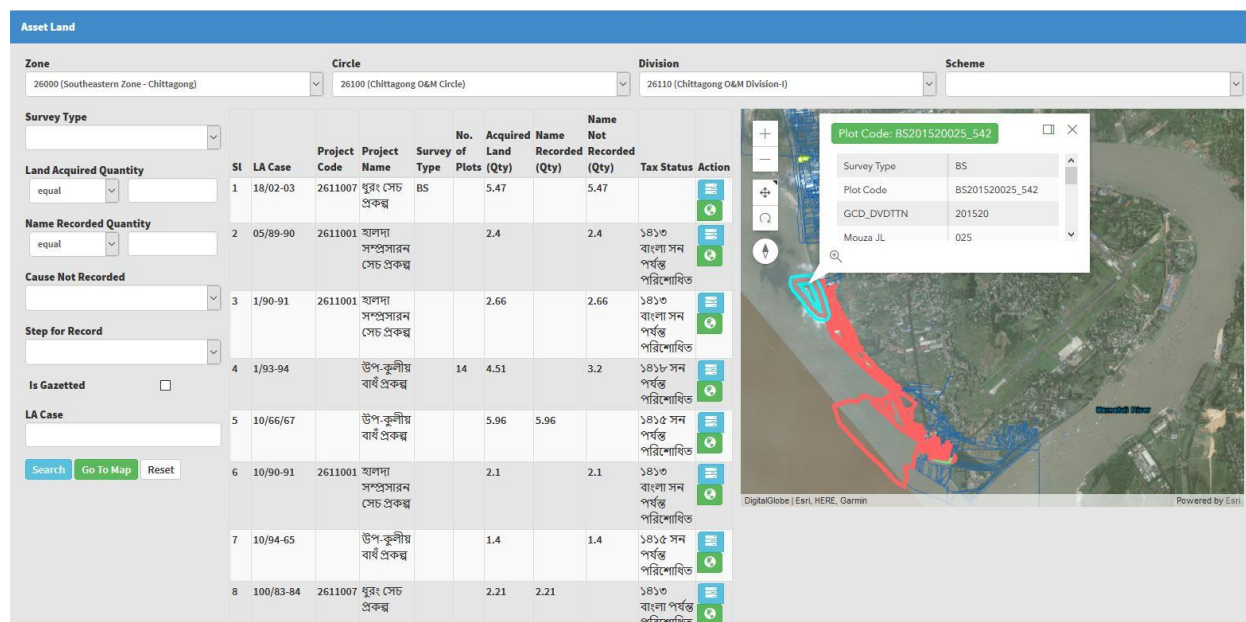 Asset Land
Zone
Circle
Division
Scheme
26000 (Southeastern Zone - Chittagong)
26100 (Chittagong O&M Circle)
26110 (Chittagong O&M Division-I)
Survey Type
Land Acquired Quantity
equal
Name Recorded Quantity
equal
Cause Not Recorded
Step for Record
Is Gazetted
LA Case
Search Go To Map Reset
Sl LA Case Project Code Project Name Survey Type No. of Plots Acquired Land (Qty) Name Recorded (Qty) Name Not Recorded (Qty) Tax Status Action
1 18/02-03 2611007 ধুরং সেচ BS 5.47 5.47
প্রকল্প
2 05/89-90 2611001 হালদা 2.4 2.4 ১৪১৩
সম্প্রসারন বাংলা সন
সেচ প্রকল্প পর্যন্ত
পরিশোধিত
3 1/90-91 2611001 হালদা 2.66 2.66 ১৪১৩
সম্প্রসারন বাংলা সন
সেচ প্রকল্প পর্যন্ত
পরিশোধিত
4 1/93-94 উপ-কূলীয় 14 4.51 3.2 ১৪১৮ সন
বাধঁ প্রকল্প পর্যন্ত
পরিশোধিত
5 10/66/67 উপ-কূলীয় 5.96 5.96 ১৪১৫ সন
বাধঁ প্রকল্প পর্যন্ত
পরিশোধিত
6 10/90-91 2611001 হালদা 2.1 2.1 ১৪১৩
সম্প্রসারন বাংলা সন
সেচ প্রকল্প পর্যন্ত
পরিশোধিত
7 10/94-65 উপ-কূলীয় 1.4 1.4 ১৪১৫ সন
বাধঁ প্রকল্প পর্যন্ত
পরিশোধিত
8 100/83-84 2611007 ধুরং সেচ 2.21 2.21 ১৪১৩
প্রকল্প বাংলা পর্যন্ত
পরিশোধিত
Plot Code: BS201520025_542
Survey Type BS
Plot Code BS201520025_542
GCD_DVDTTN 201520
Mouza JL 025
Karnafuli River
DigitalGlobe | Esri, HERE, Garmin
Powered by Esri